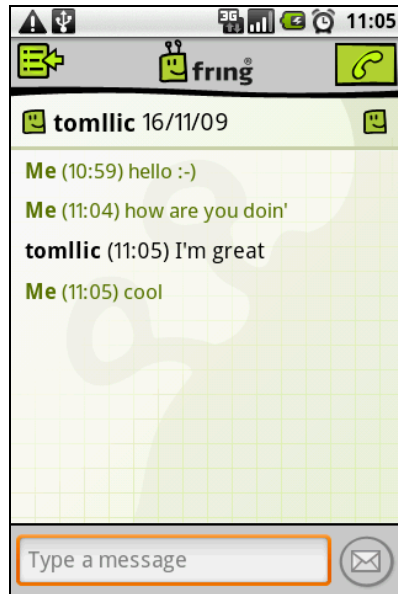 3G 11:05
fring
tomllic 16/11/09
Me (10:59) hello :-)
Me (11:04) how are you doin'
tomllic (11:05) I'm great
Me (11:05) cool
Type a message